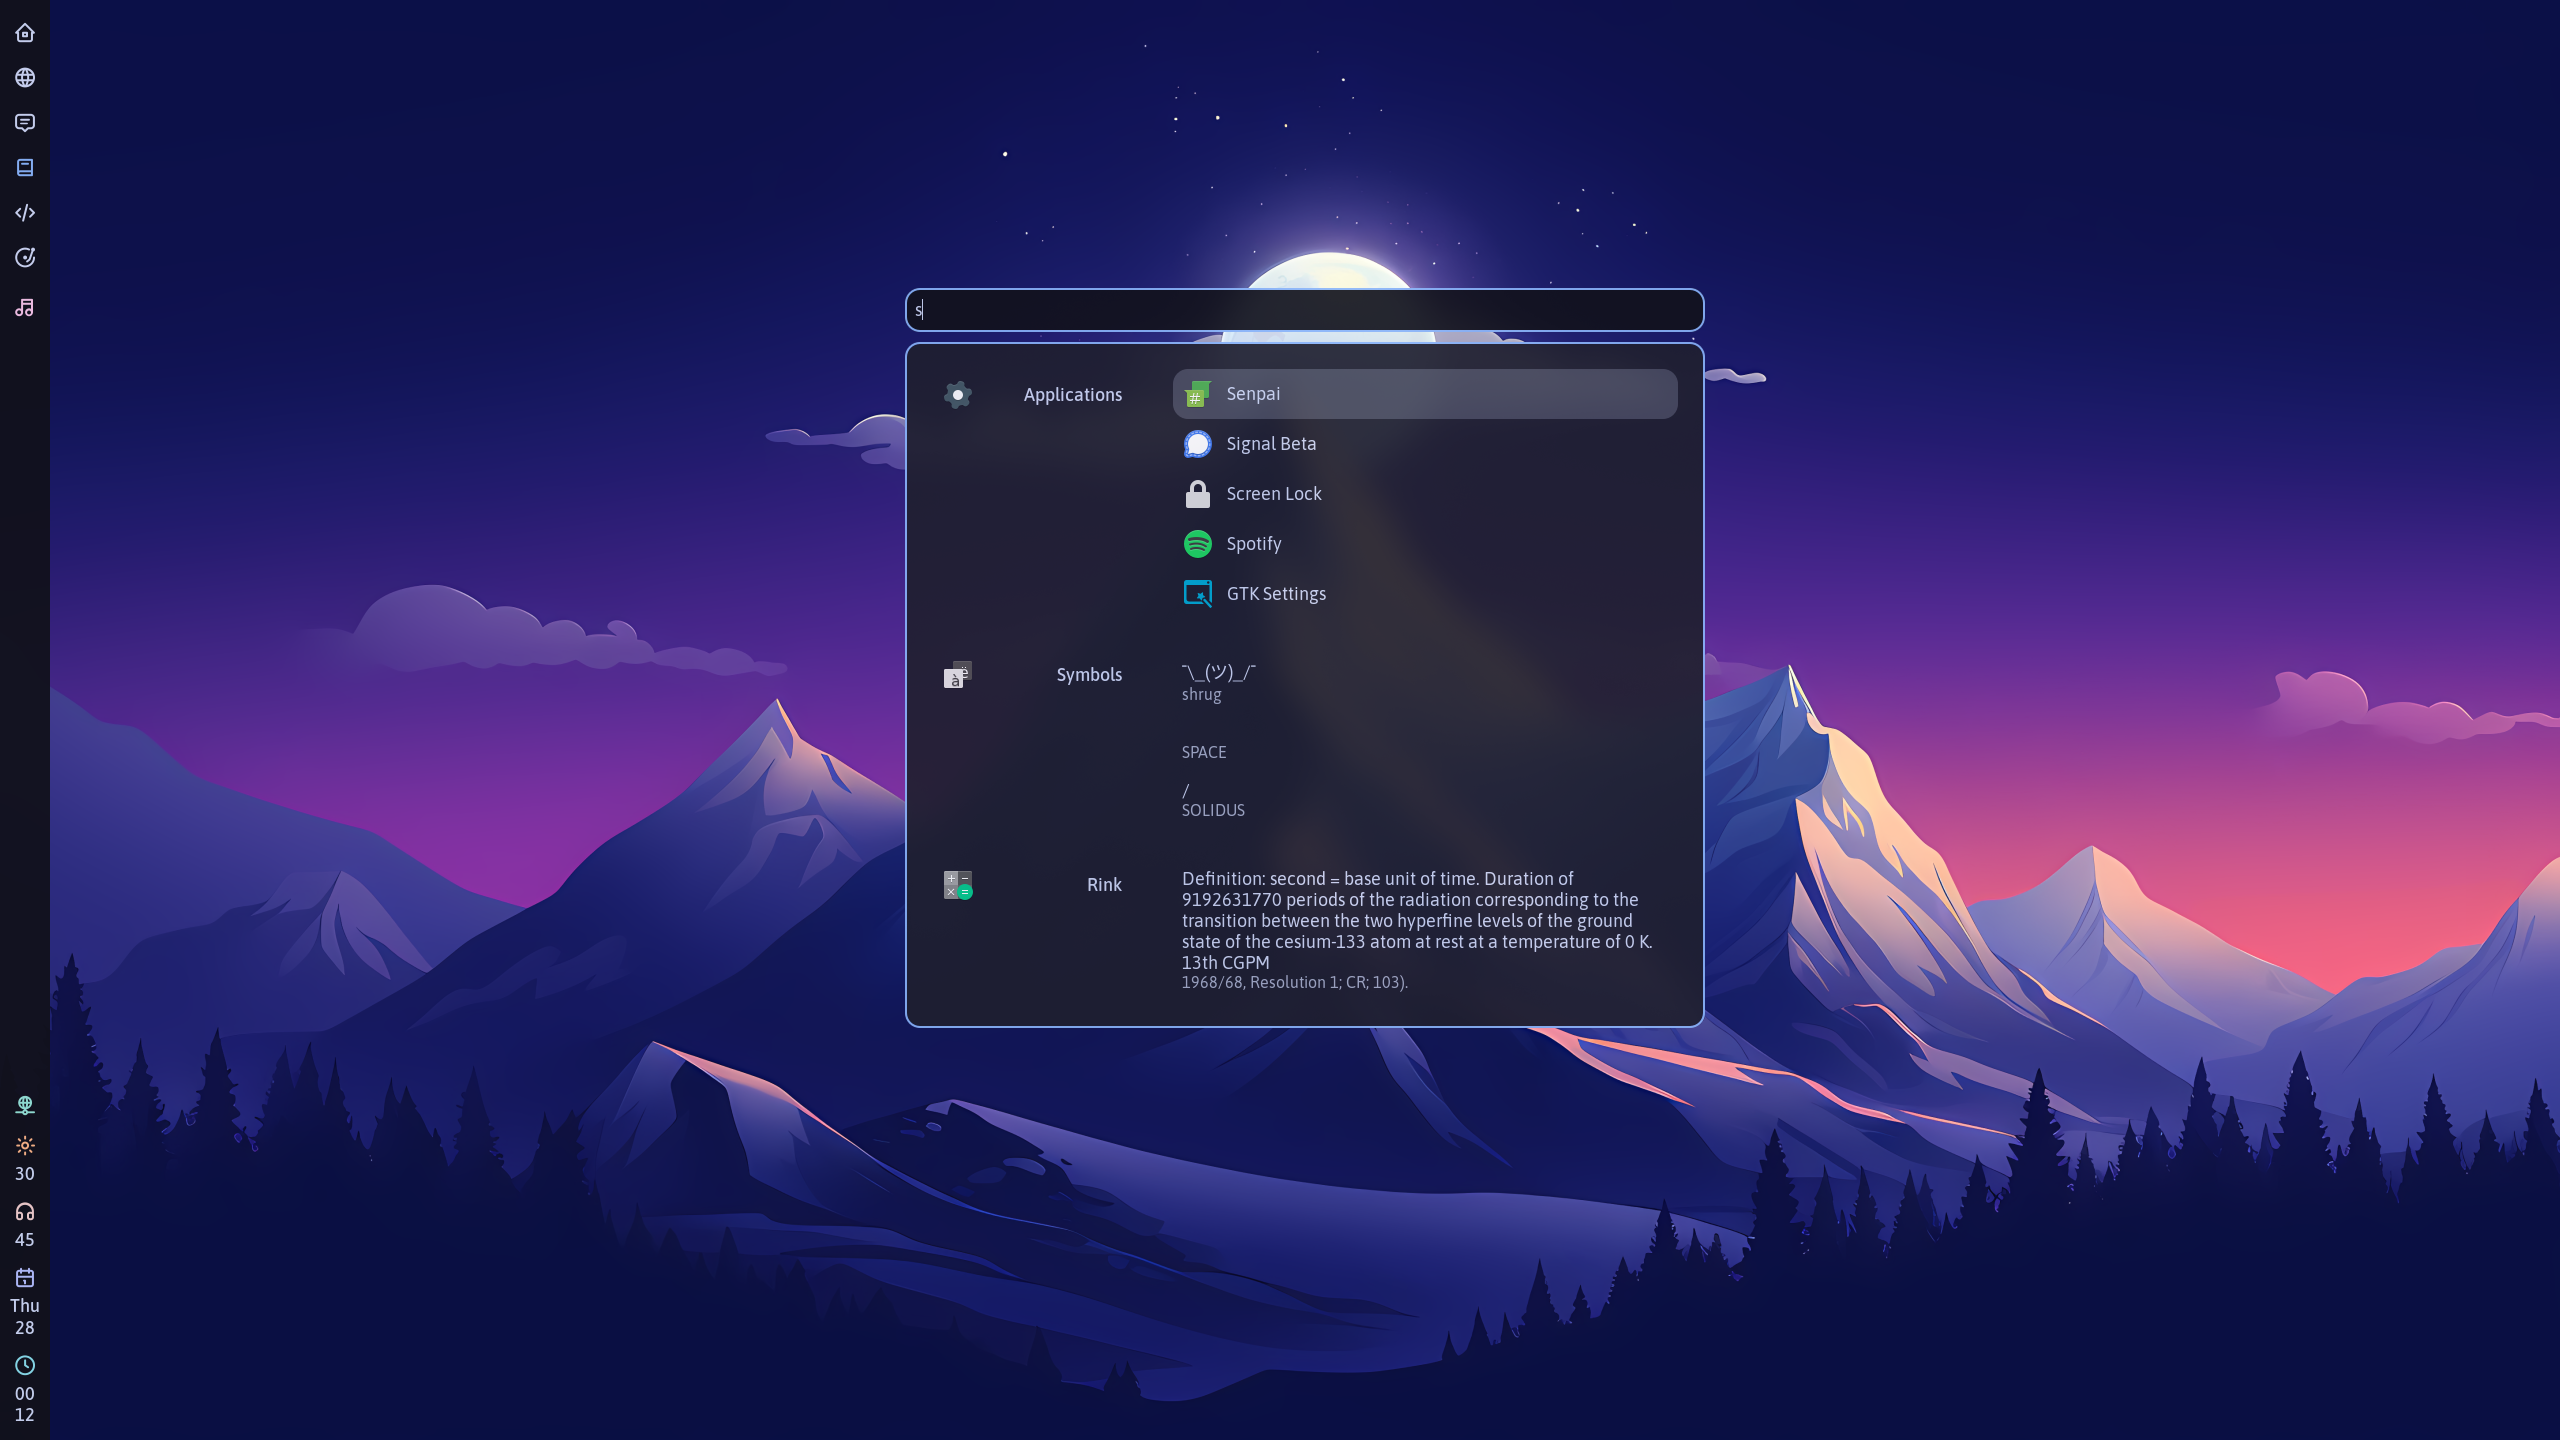 s
Applications
Senpai
Signal Beta
Screen Lock
Spotify
GTK Settings
Symbols
¯\_(ツ)_/¯
shrug
SPACE
/
SOLIDUS
Rink
Definition: second = base unit of time. Duration of
9192631770 periods of the radiation corresponding to the
transition between the two hyperfine levels of the ground
state of the cesium-133 atom at rest at a temperature of 0 K.
13th CGPM
1968/68, Resolution 1; CR; 103).
30
45
Thu
28
00
12